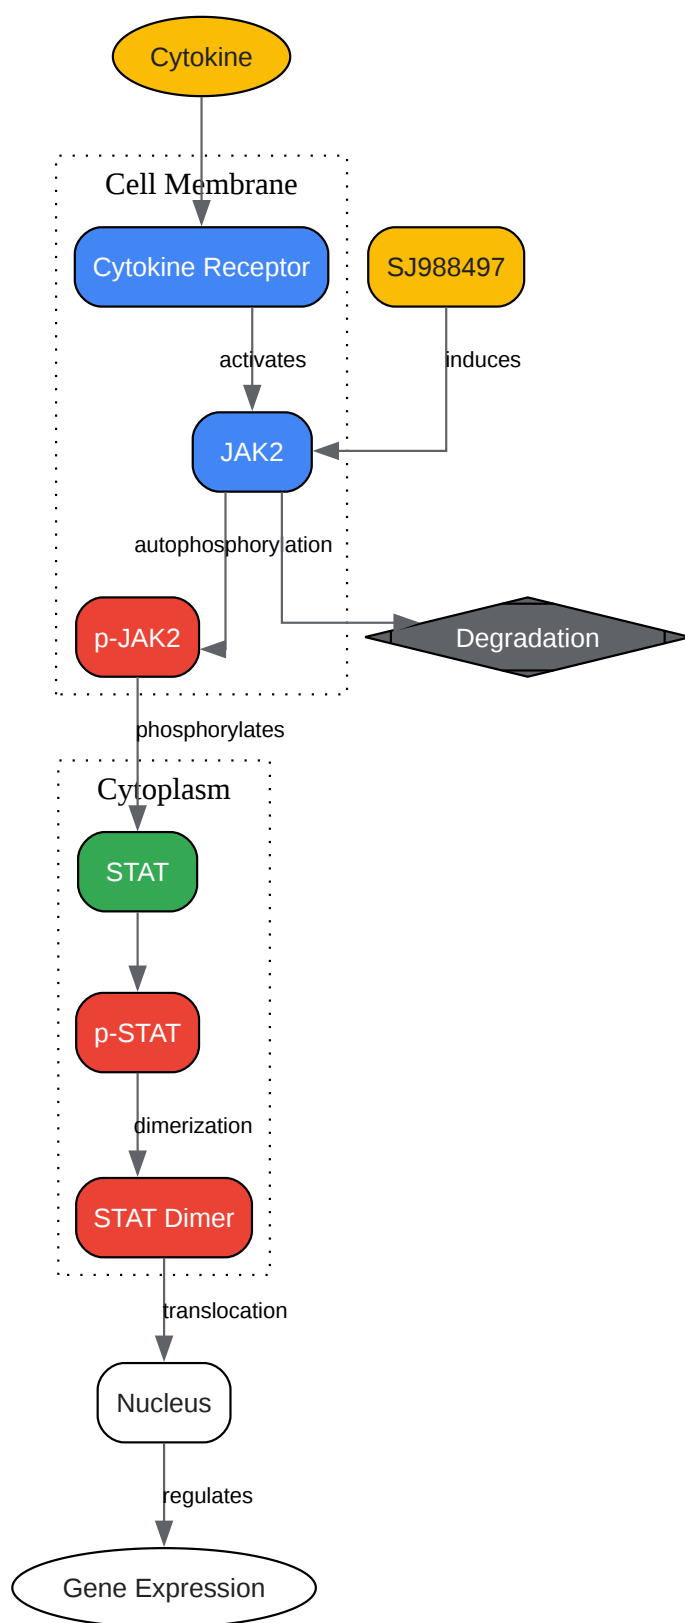 Cytokine
Cell Membrane
Cytokine Receptor
SJ988497
activates
induces
JAK2
autophosphorylation
p-JAK2
Degradation
phosphorylates
Cytoplasm
STAT
p-STAT
dimerization
STAT Dimer
translocation
Nucleus
regulates
Gene Expression